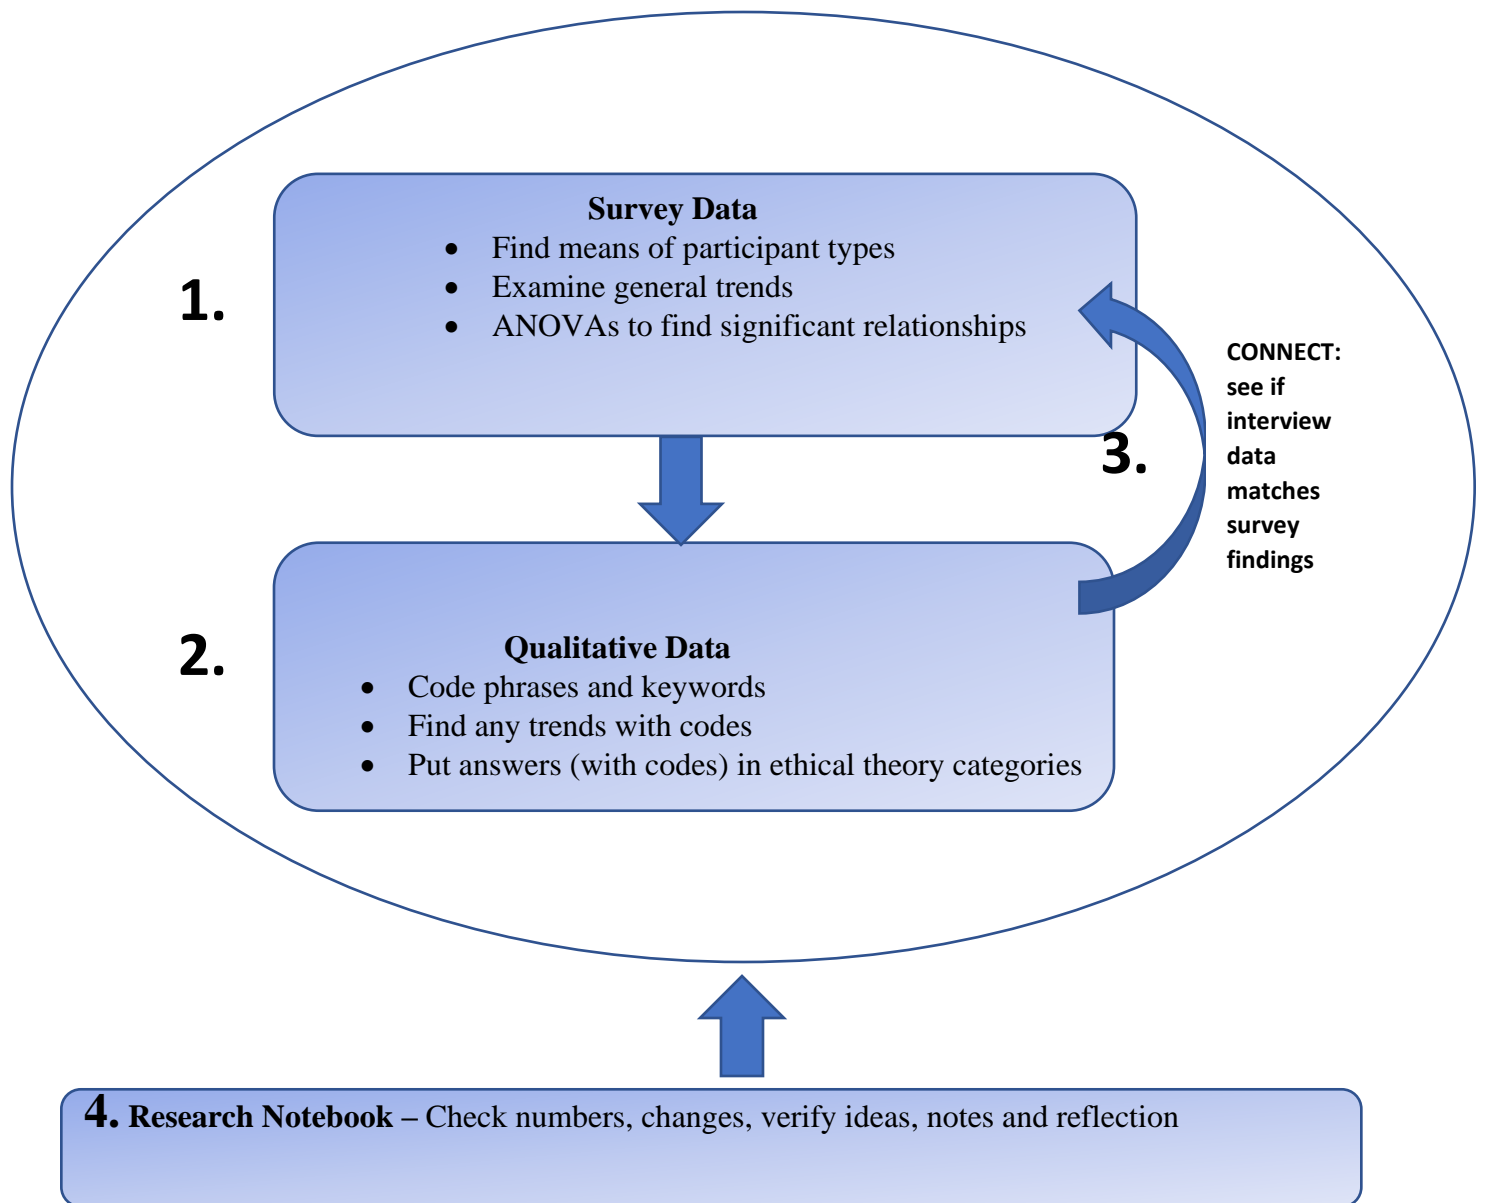 1.
Survey Data
• Find means of participant types
• Examine general trends
• ANOVAs to find significant relationships
3.
CONNECT:
see if
interview
data
matches
survey
findings
2.
Qualitative Data
• Code phrases and keywords
• Find any trends with codes
• Put answers (with codes) in ethical theory categories
4. Research Notebook – Check numbers, changes, verify ideas, notes and reflection